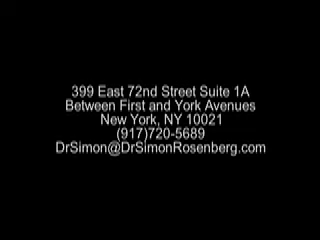 399 East 72nd Street Suite 1A
Between First and York Avenues
New York, NY 10021
(917)720-5689
DrSimon@DrSimonRosenberg.com